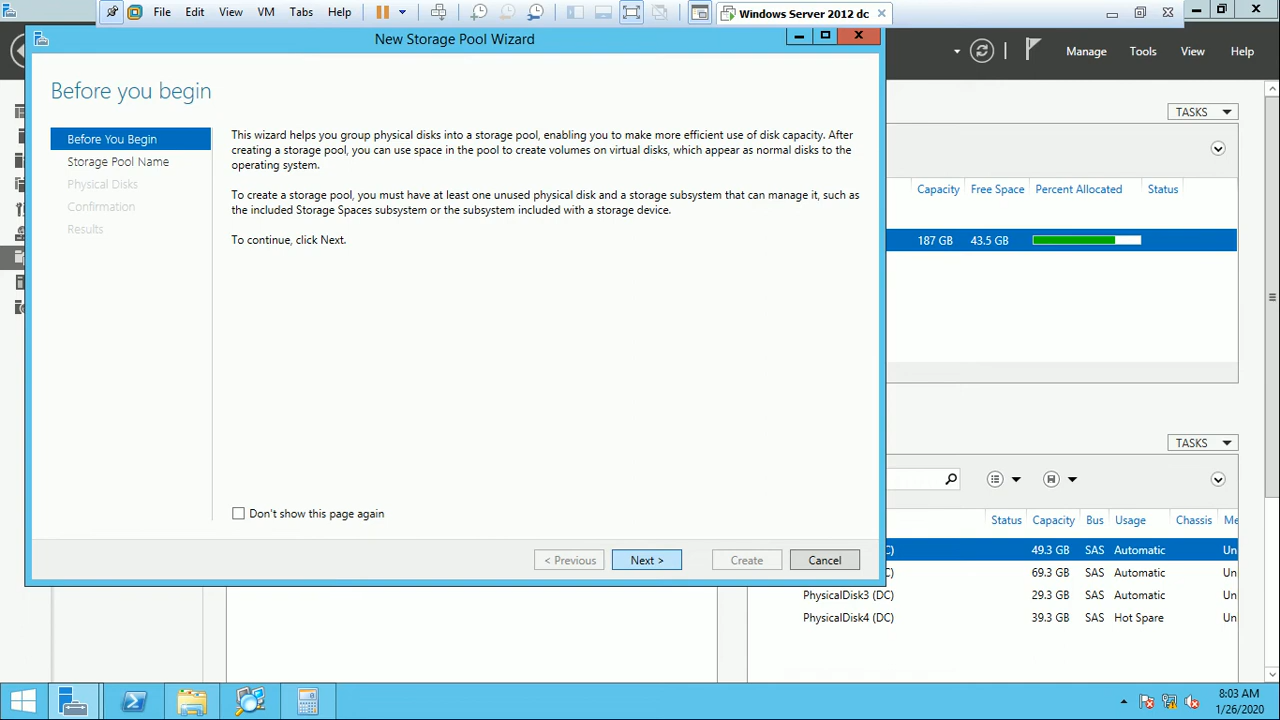 File Edit View VM Tabs Help
Windows Server 2012 dc
New Storage Pool Wizard
Manage Tools View Help
Before you begin
TASKS
Before You Begin
Storage Pool Name
Physical Disks
Confirmation
Results
This wizard helps you group physical disks into a storage pool, enabling you to make more efficient use of disk capacity. After
creating a storage pool, you can use space in the pool to create volumes on virtual disks, which appear as normal disks to the
operating system.
To create a storage pool, you must have at least one unused physical disk and a storage subsystem that can manage it, such as
the included Storage Spaces subsystem or the subsystem included with a storage device.
To continue, click Next.
Don't show this page again
< Previous Next > Create Cancel
Capacity Free Space Percent Allocated Status
187 GB 43.5 GB
TASKS
Status Capacity Bus Usage Chassis Me
C) 49.3 GB SAS Automatic Un
C) 69.3 GB SAS Automatic Un
PhysicalDisk3 (DC) 29.3 GB SAS Automatic Un
PhysicalDisk4 (DC) 39.3 GB SAS Hot Spare Un
8:03 AM
1/26/2020